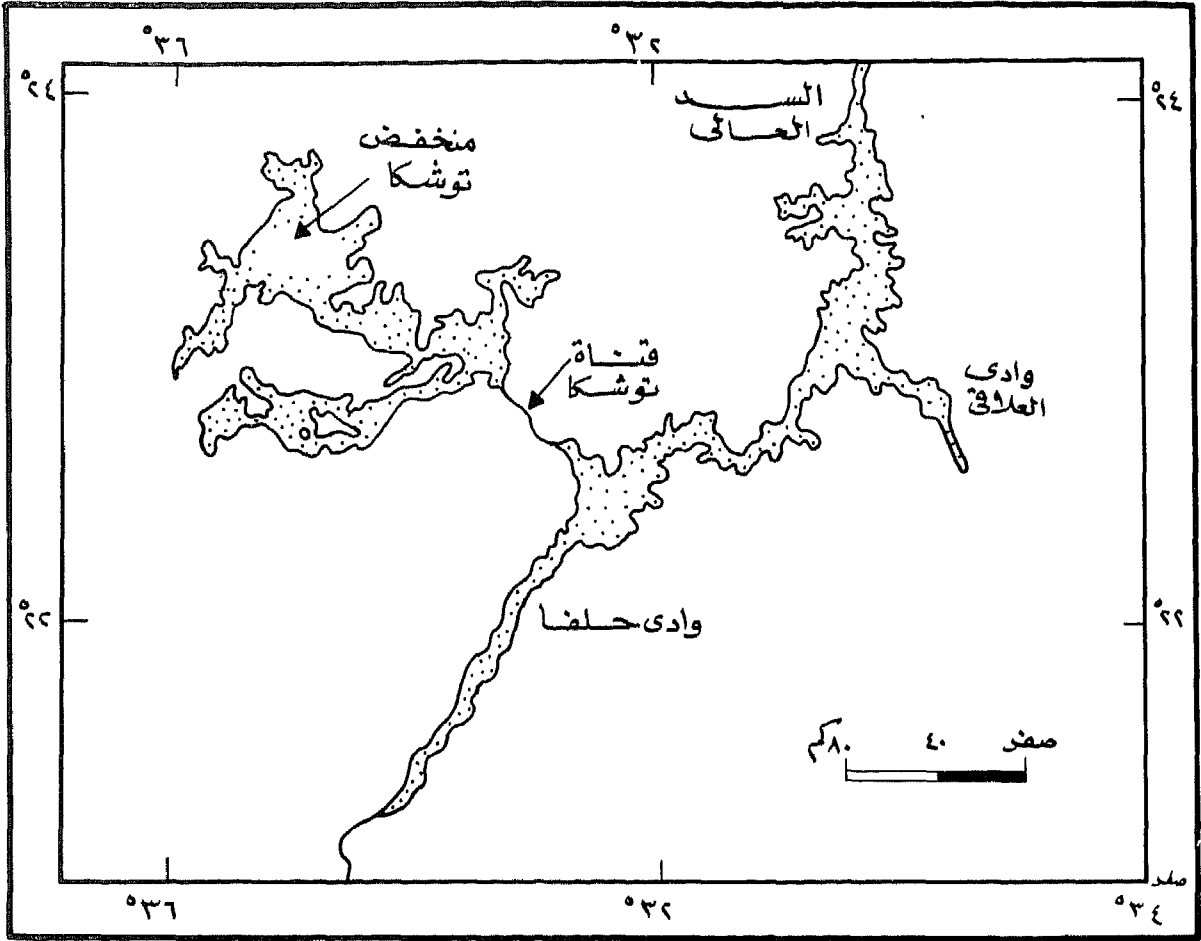 °٣٦
°٣٢
°٢٤
°٢٤
السد
العالى
منخفض
توشكا
قناة
توشكا
وادى
العلاقى
°٢٢
وادى حلفا
°٢٢
صفر
٤٠
٨٠كم
°٣٦
°٣٢
°٣٤